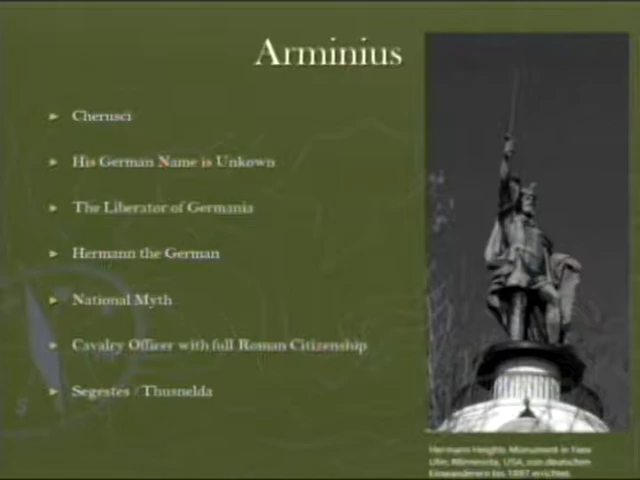 Arminius
Cherusci
His German Name is Unkown
The Liberator of Germania
Hermann the German
National Myth
Cavalry Officer with full Roman Citizenship
Segestes / Thusnelda
Hermann Heights Monument in New
Ulm, Minnesota, USA, von deutschen
Einwanderern bis 1897 errichtet.